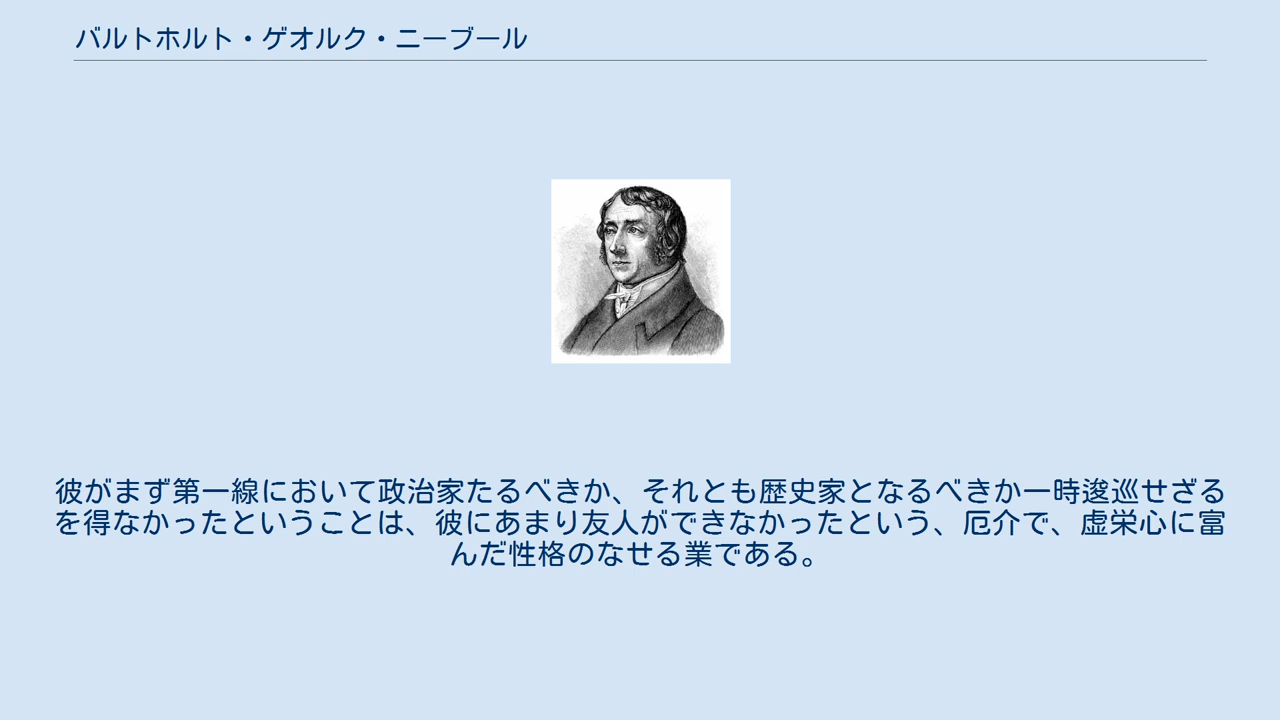 バルトホルト・ゲオルク・ニーブール
彼がまず第一線において政治家たるべきか、それとも歴史家となるべきか一時逡巡せざる
を得なかったということは、彼にあまり友人ができなかったという、厄介で、虚栄心に富
んだ性格のなせる業である。